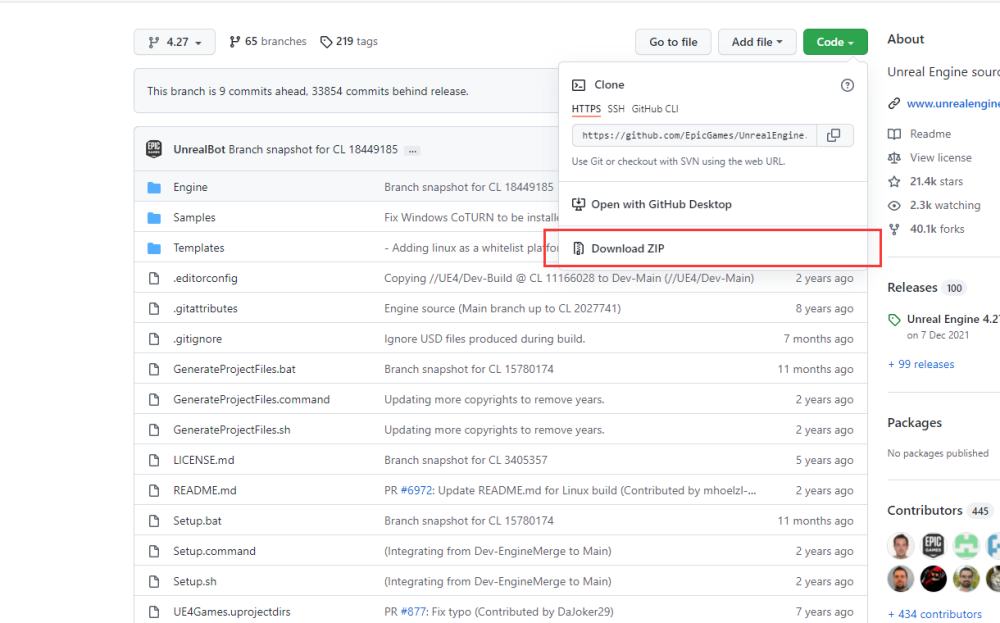 4.27
65 branches
219 tags
Go to file
Add file
Code
This branch is 9 commits ahead, 33854 commits behind release.
Clone
HTTPS SSH GitHub CLI
https://github.com/EpicGames/UnrealEngine.
Use Git or checkout with SVN using the web URL.
Open with GitHub Desktop
Download ZIP
EPIC GAMES
UnrealBot Branch snapshot for CL 18449185 ...
Engine Branch snapshot for CL 18449185
Samples Fix Windows CoTURN to be installe
Templates - Adding linux as a whitelist platfo
.editorconfig Copying //UE4/Dev-Build @ CL 11166028 to Dev-Main (//UE4/Dev-Main) 2 years ago
.gitattributes Engine source (Main branch up to CL 2027741) 8 years ago
.gitignore Ignore USD files produced during build. 7 months ago
GenerateProjectFiles.bat Branch snapshot for CL 15780174 11 months ago
GenerateProjectFiles.command Updating more copyrights to remove years. 2 years ago
GenerateProjectFiles.sh Updating more copyrights to remove years. 2 years ago
LICENSE.md Branch snapshot for CL 3405357 5 years ago
README.md PR #6972: Update README.md for Linux build (Contributed by mhoelzl-... 2 years ago
Setup.bat Branch snapshot for CL 15780174 11 months ago
Setup.command (Integrating from Dev-EngineMerge to Main) 2 years ago
Setup.sh (Integrating from Dev-EngineMerge to Main) 2 years ago
UE4Games.uprojectdirs PR #877: Fix typo (Contributed by DaJoker29) 7 years ago
About
Unreal Engine sourc
www.unrealengine
Readme
View license
21.4k stars
2.3k watching
40.1k forks
Releases 100
Unreal Engine 4.27
on 7 Dec 2021
+ 99 releases
Packages
No packages published
Contributors 445
EPIC GAMES
+ 434 contributors